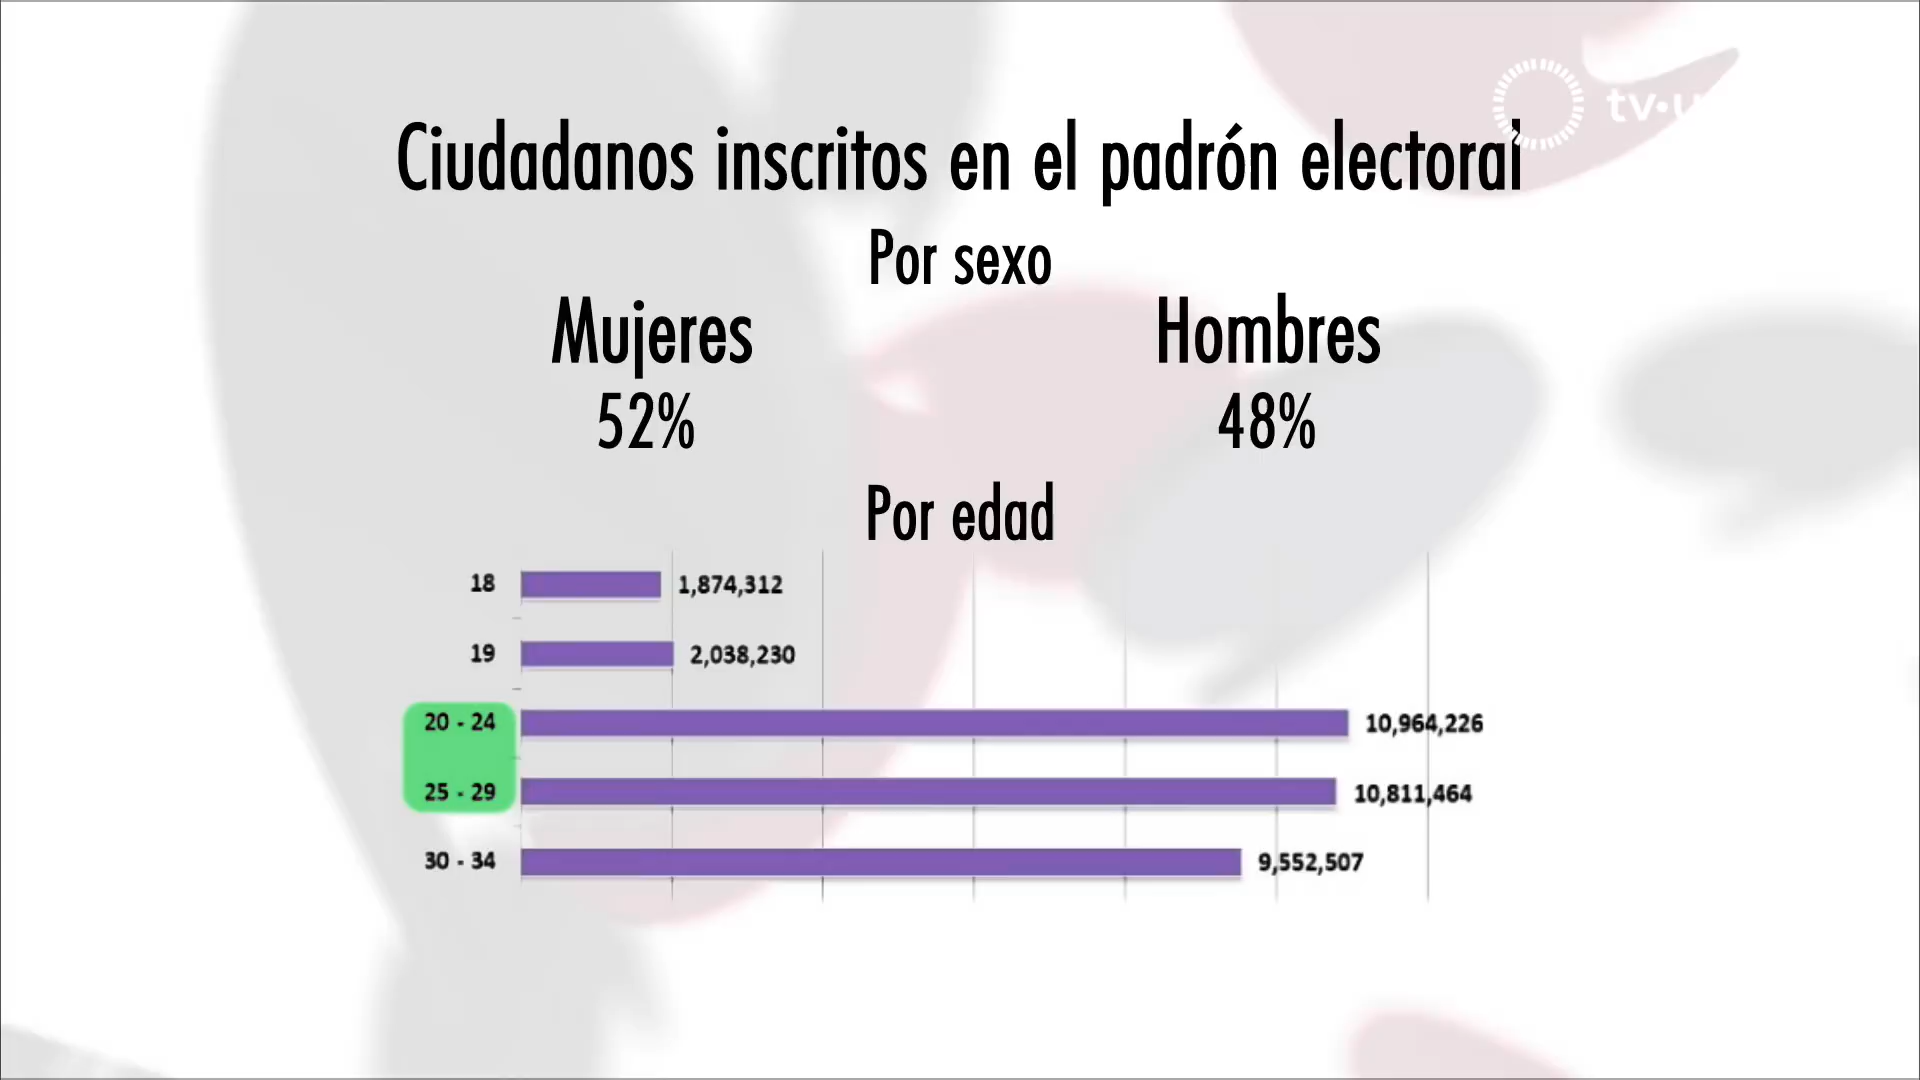 tv·u
Ciudadanos inscritos en el padrón electoral
Por sexo
Mujeres Hombres
52% 48%
Por edad
18 1,874,312
19 2,038,230
20 - 24 10,964,226
25 - 29 10,811,464
30 - 34 9,552,507